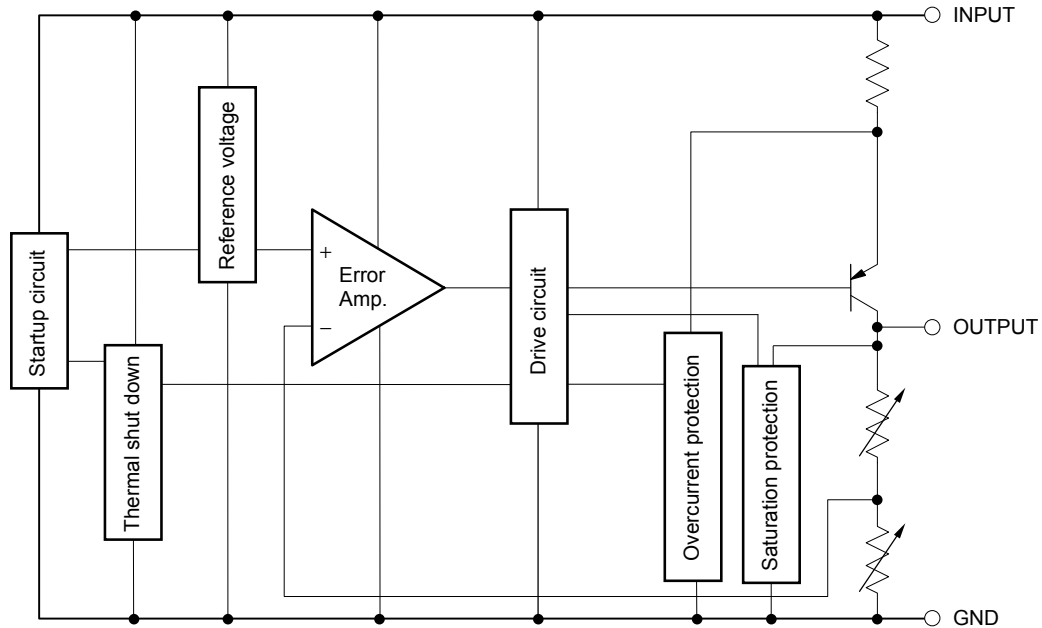 INPUT
Reference voltage
Startup circuit
+
Error
Amp.
−
Drive circuit
OUTPUT
Thermal shut down
Overcurrent protection
Saturation protection
GND